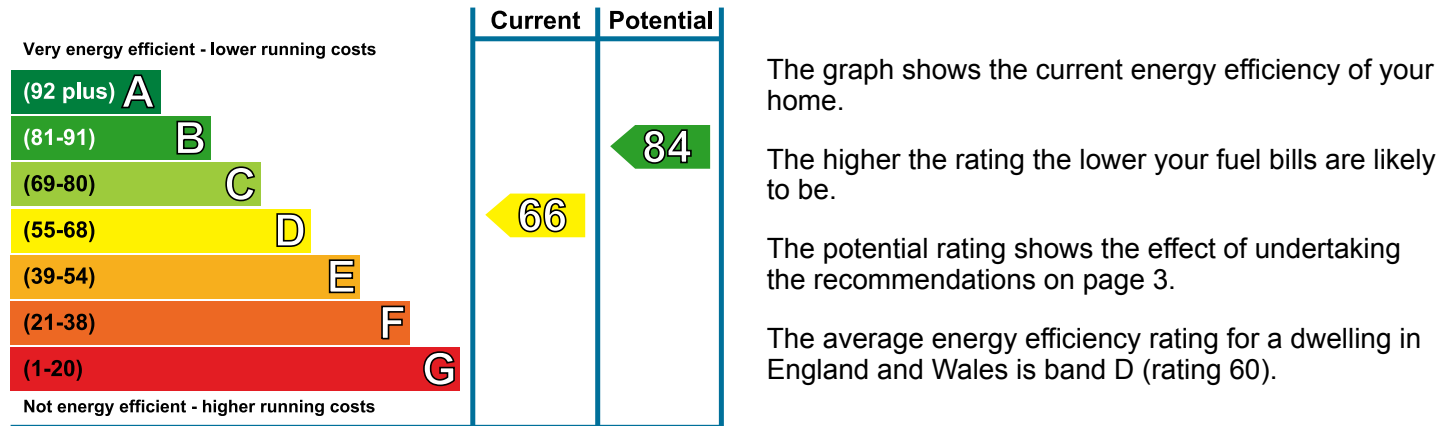 Current Potential
Very energy efficient - lower running costs
(92 plus) A
(81-91) B
84
(69-80) C
(55-68) D
66
(39-54) E
(21-38) F
(1-20) G
Not energy efficient - higher running costs
The graph shows the current energy efficiency of your
home.
The higher the rating the lower your fuel bills are likely
to be.
The potential rating shows the effect of undertaking
the recommendations on page 3.
The average energy efficiency rating for a dwelling in
England and Wales is band D (rating 60).